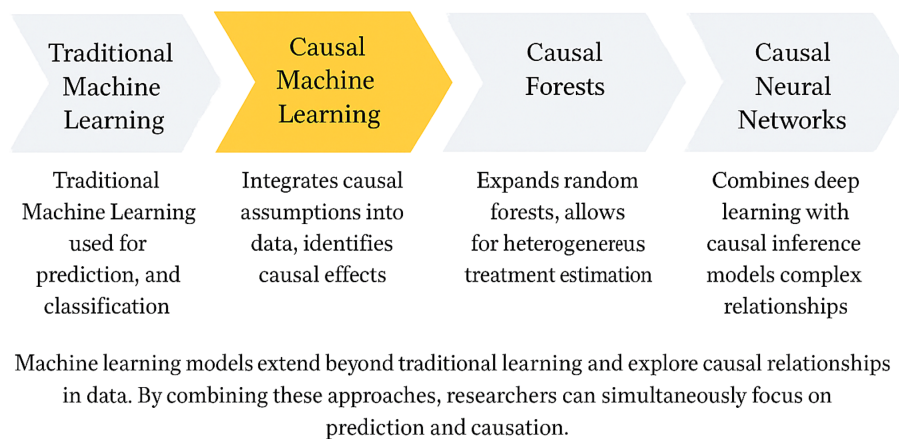 Traditional
Machine
Learning
Causal
Machine
Learning
Causal
Forests
Causal
Neural
Networks
Traditional
Machine Learning
used for
prediction, and
classification
Integrates causal
assumptions into
data, identifies
causal effects
Expands random
forests, allows
for heterogenereus
treatment estimation
Combines deep
learning with
causal inference
models complex
relationships
Machine learning models extend beyond traditional learning and explore causal relationships
in data. By combining these approaches, researchers can simultaneously focus on
prediction and causation.